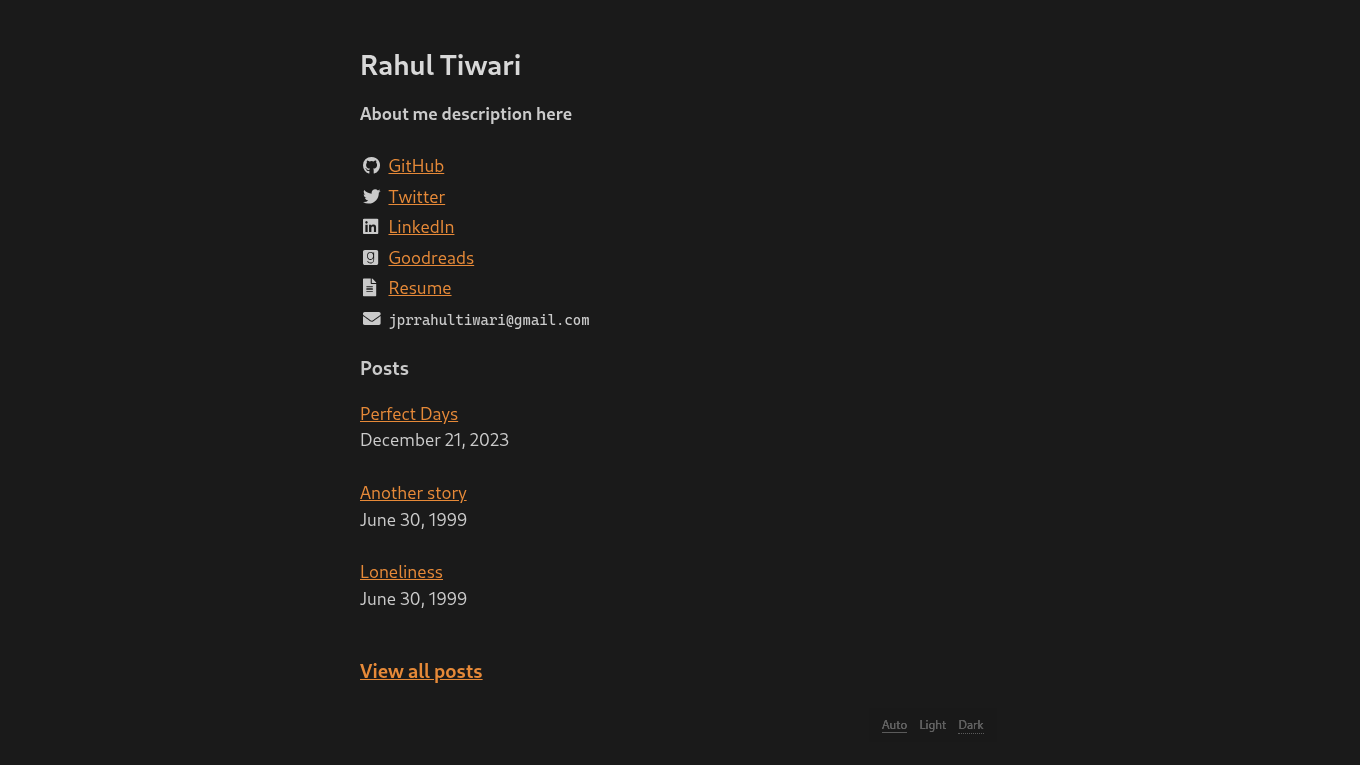 Rahul Tiwari
About me description here
GitHub
Twitter
LinkedIn
Goodreads
Resume
jprrahultiwari@gmail.com
Posts
Perfect Days
December 21, 2023
Another story
June 30, 1999
Loneliness
June 30, 1999
View all posts
Auto Light Dark